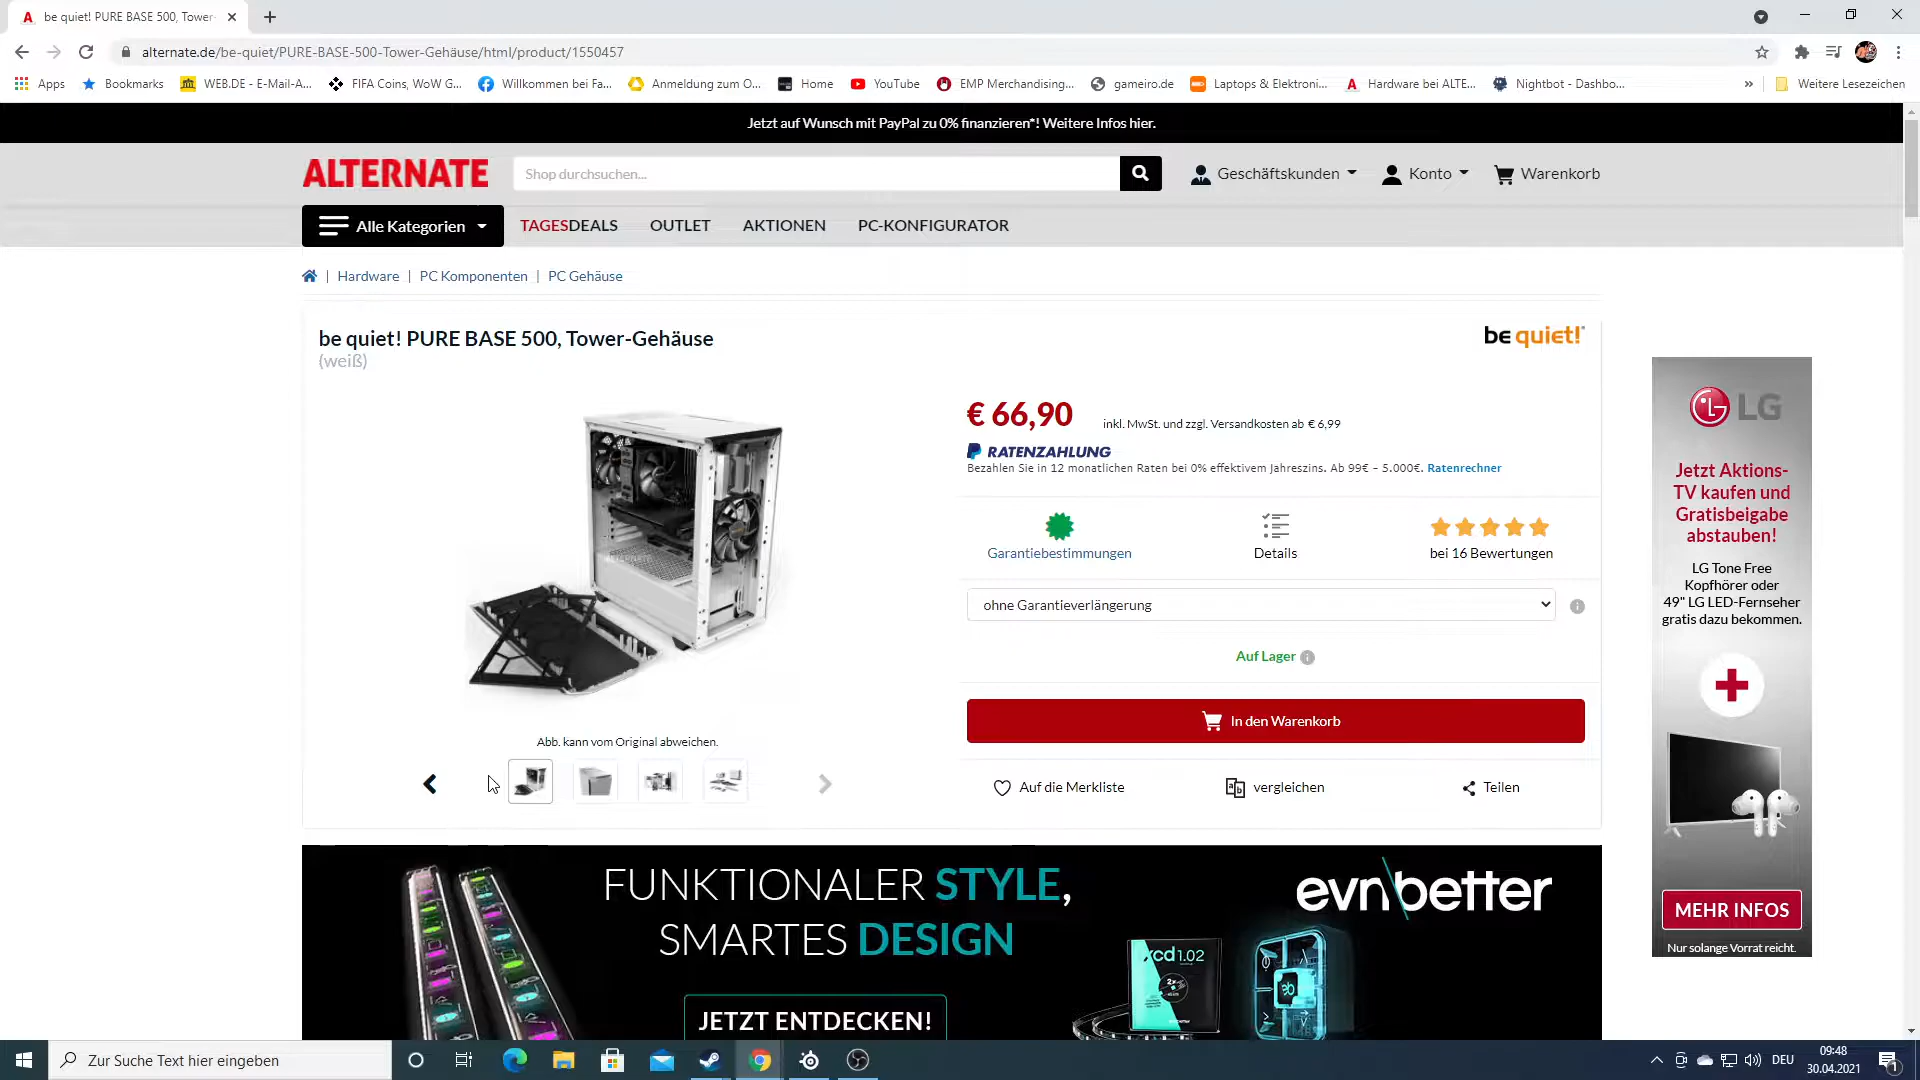 be quiet! PURE BASE 500, Tower-
alternate.de/be-quiet/PURE-BASE-500-Tower-Gehäuse/html/product/1550457
Apps Bookmarks WEB.DE - E-Mail-A... FIFA Coins, WoW G... Willkommen bei Fa... Anmeldung zum O... Home YouTube EMP Merchandising... gameiro.de Laptops & Elektroni... Hardware bei ALTE... Nightbot - Dashbo... » Weitere Lesezeichen
Jetzt auf Wunsch mit PayPal zu 0% finanzieren*! Weitere Infos hier.
ALTERNATE Shop durchsuchen... Geschäftskunden Konto Warenkorb
Alle Kategorien TAGESDEALS OUTLET AKTIONEN PC-KONFIGURATOR
| Hardware | PC Komponenten | PC Gehäuse
be quiet! PURE BASE 500, Tower-Gehäuse
(weiß)
be quiet!
€ 66,90 inkl. MwSt. und zzgl. Versandkosten ab € 6,99
RATENZAHLUNG
Bezahlen Sie in 12 monatlichen Raten bei 0% effektivem Jahreszins. Ab 99€ - 5.000€. Ratenrechner
Garantiebestimmungen Details bei 16 Bewertungen
ohne Garantieverlängerung
Auf Lager
In den Warenkorb
Abb. kann vom Original abweichen.
Auf die Merkliste vergleichen Teilen
LG
Jetzt Aktions-
TV kaufen und
Gratisbeigabe
abstauben!
LG Tone Free
Kopfhörer oder
49" LG LED-Fernseher
gratis dazu bekommen.
MEHR INFOS
Nur solange Vorrat reicht.
FUNKTIONALER STYLE,
SMARTES DESIGN
JETZT ENTDECKEN!
evnbetter
xcd1.02
Zur Suche Text hier eingeben
DEU
09:48
30.04.2021
1